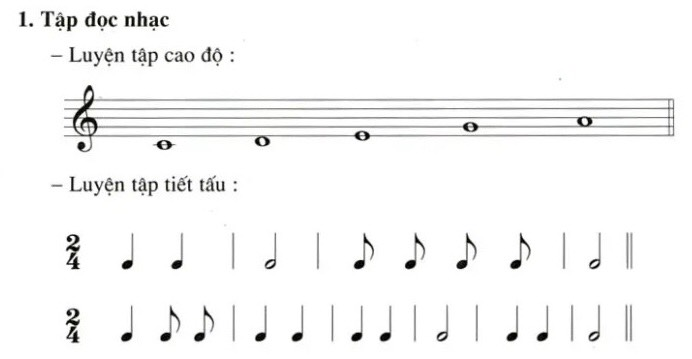 1. Tập đọc nhạc
– Luyện tập cao độ :
– Luyện tập tiết tấu :
2
4
2
4